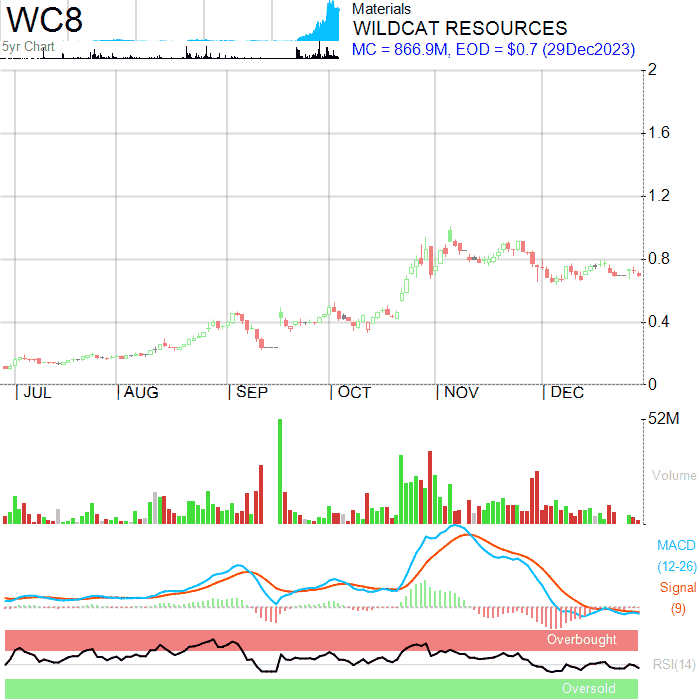 WC8
5yr Chart
Materials
WILDCAT RESOURCES
MC = 866.9M, EOD = $0.7 (29Dec2023)
2
1.6
1.2
0.8
0.4
0
JUL AUG SEP OCT NOV DEC
52M
Volume
MACD
(12-26)
Signal
(9)
Overbought
RSI(14)
Oversold